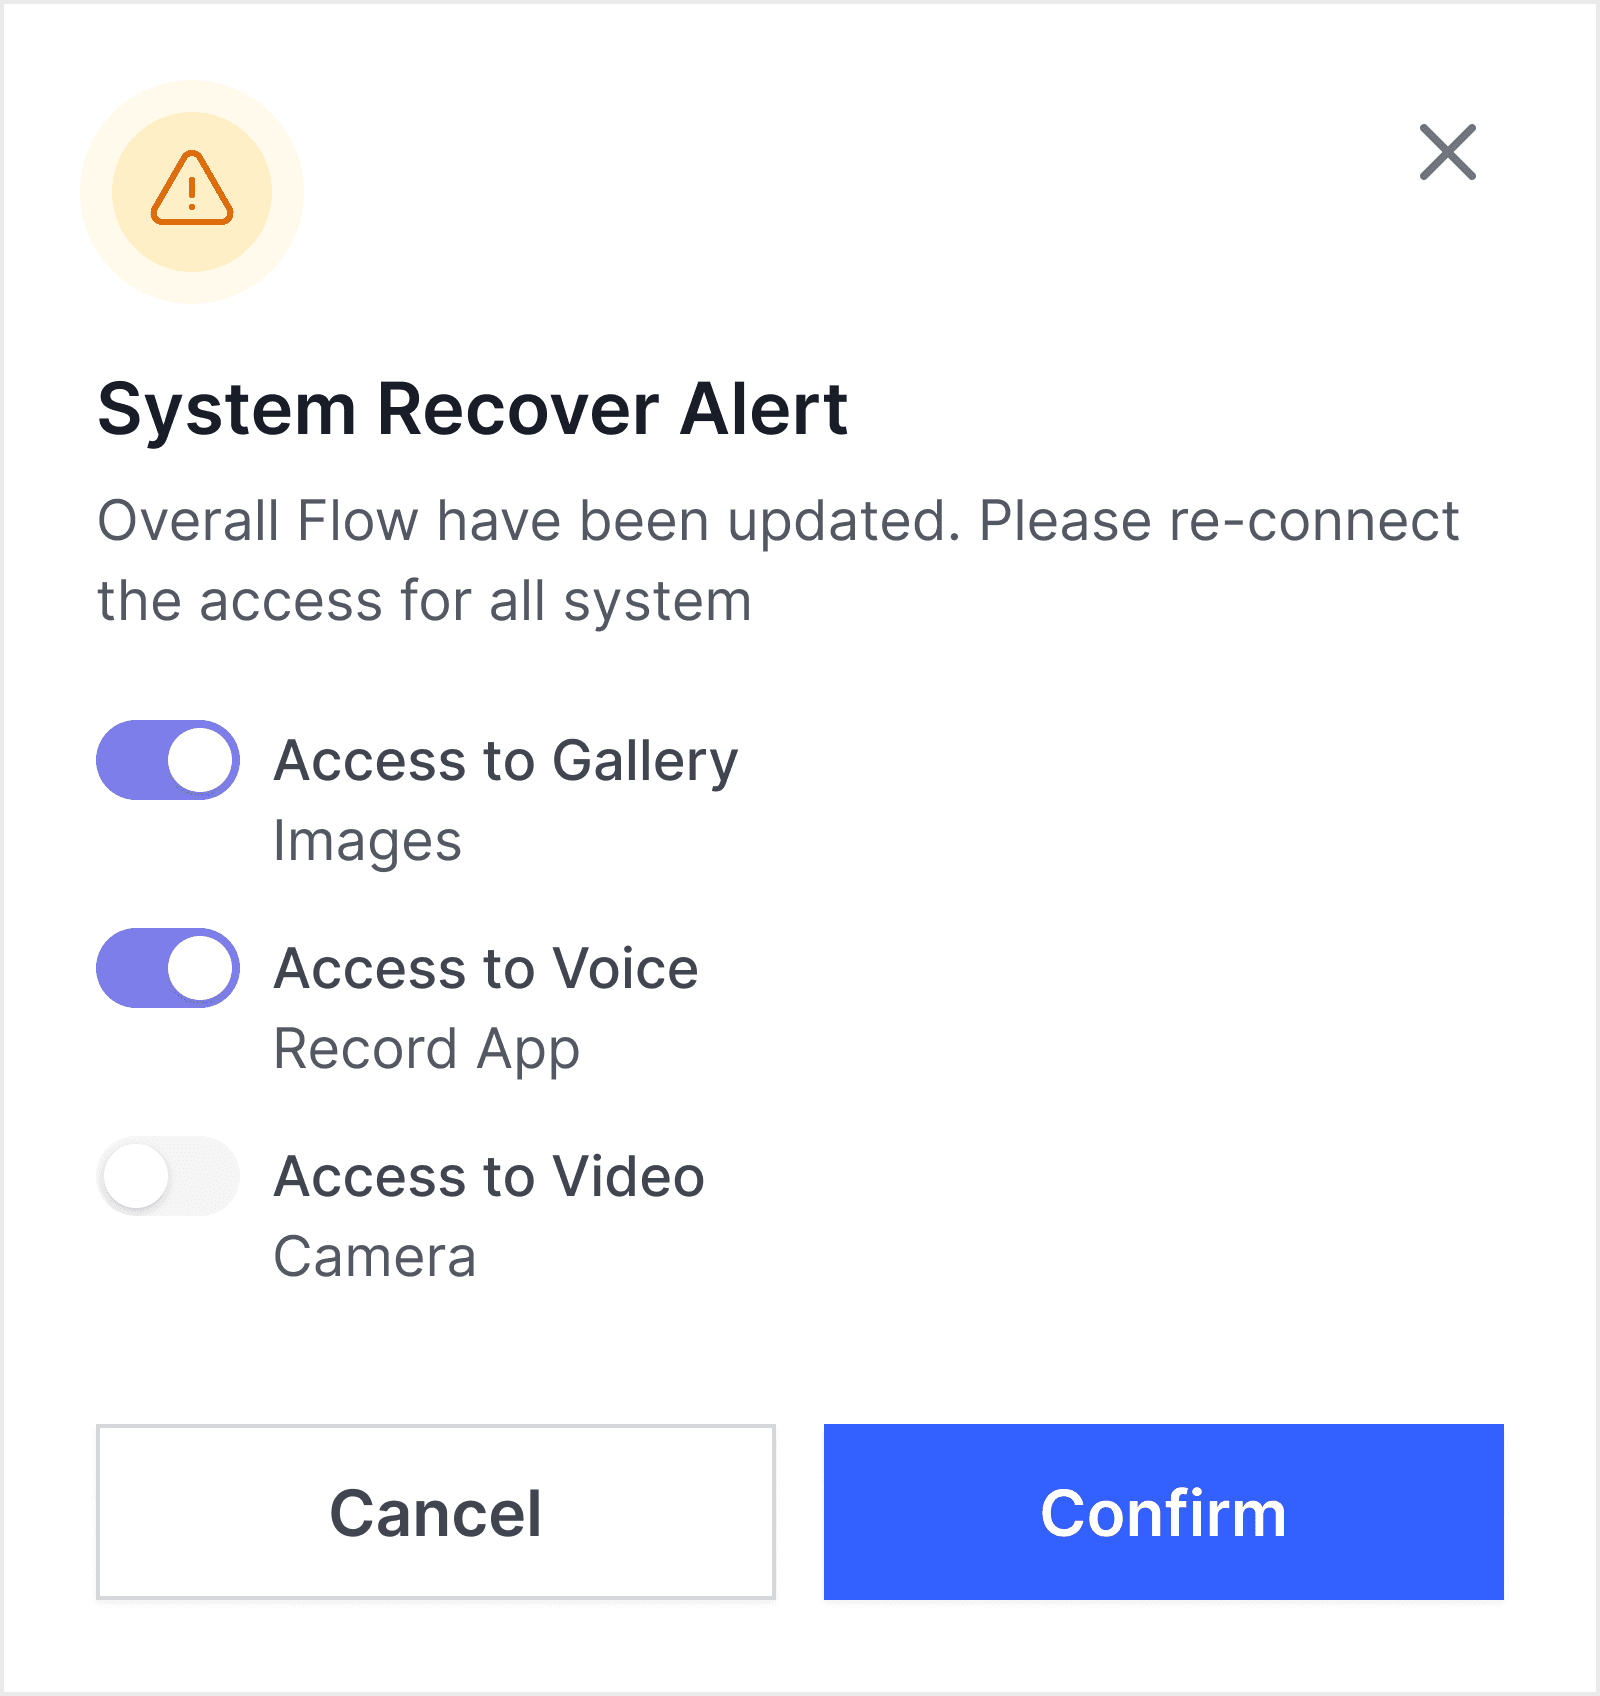 System Recover Alert
Overall Flow have been updated. Please re-connect
the access for all system
Access to Gallery
Images
Access to Voice
Record App
Access to Video
Camera
Cancel
Confirm